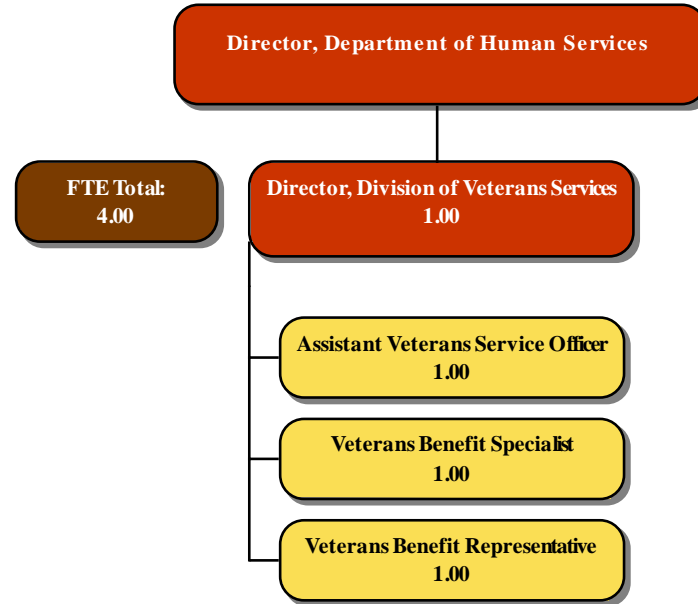 Director, Department of Human Services
FTE Total:
4.00
Director, Division of Veterans Services
1.00
Assistant Veterans Service Officer
1.00
Veterans Benefit Specialist
1.00
Veterans Benefit Representative
1.00